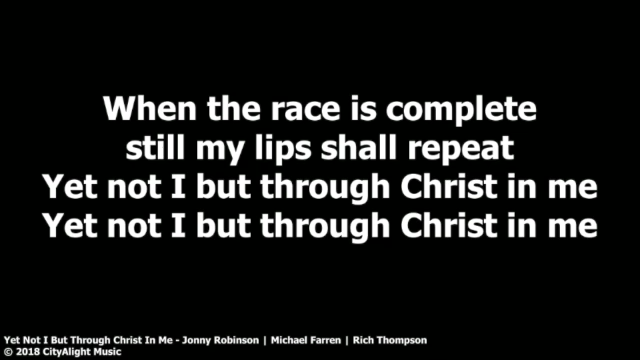 When the race is complete
still my lips shall repeat
Yet not I but through Christ in me
Yet not I but through Christ in me
Yet Not I But Through Christ In Me - Jonny Robinson | Michael Farren | Rich Thompson
© 2018 CityAlight Music